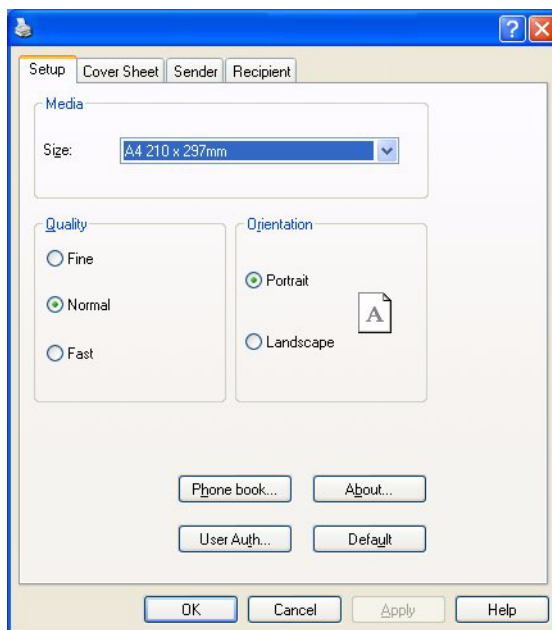 Setup Cover Sheet Sender Recipient
Media
Size: A4 210 x 297mm
Quality
Fine
Normal
Fast
Orientation
Portrait
A
Landscape
Phone book... About...
User Auth... Default
OK Cancel Apply Help